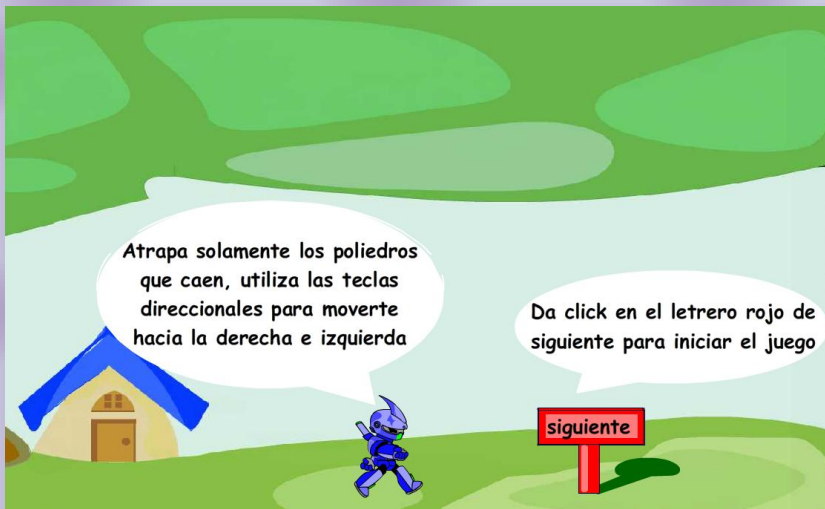 Atrapa solamente los poliedros
que caen, utiliza las teclas
direccionales para moverte
hacia la derecha e izquierda
Da click en el letrero rojo de
siguiente para iniciar el juego
siguiente